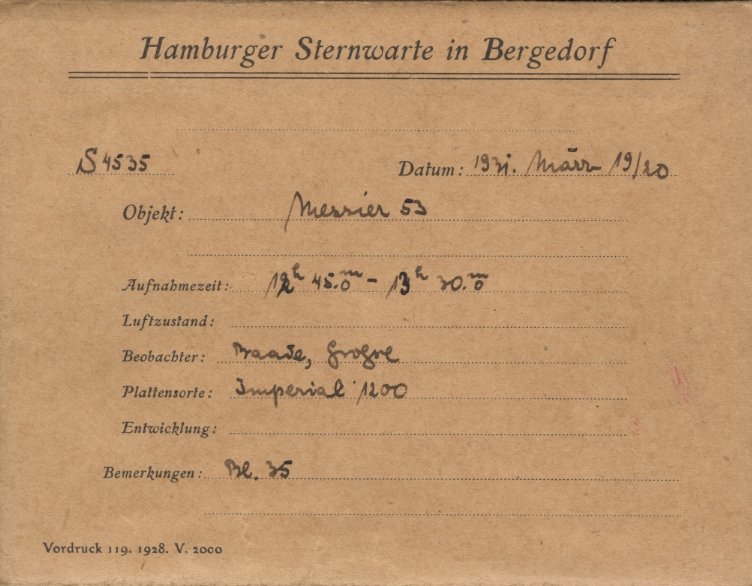 Hamburger Sternwarte in Bergedorf
S 4535 Datum: 1931. März 19/20
Objekt: Messier 53
Aufnahmezeit: 12h 45.0m – 13h 30.0m
Luftzustand:
Beobachter: Baade,
Plattensorte: Imperial 1200
Entwicklung:
Bemerkungen: Bl. 35
Vordruck 119. 1928. V. 2000